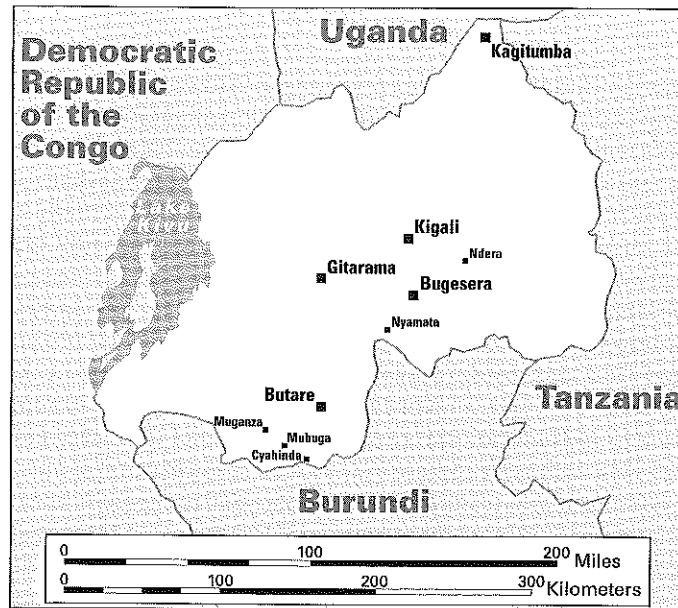 Uganda
Kagitumba
Democratic
Republic
of the
Congo
Kigali
Ndera
Gitarama
Bugesera
Nyamata
Butare
Muganza
Mubuga
Cyahinda
Tanzania
Burundi
0 100 200 Miles
0 100 200 300 Kilometers